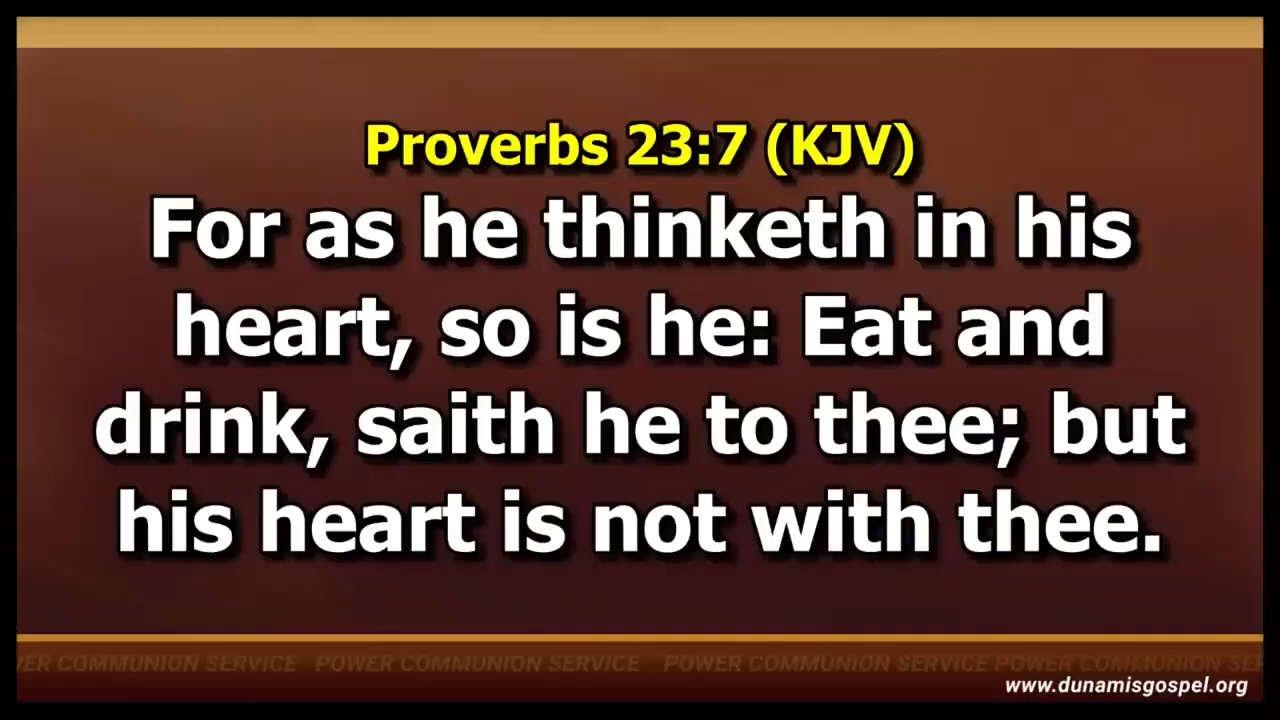 Proverbs 23:7 (KJV)
For as he thinketh in his
heart, so is he: Eat and
drink, saith he to thee; but
his heart is not with thee.
ER COMMUNION SERVICE POWER COMMUNION SERVICE POWER COMMUNION SERVICE POWER COMMUNION SE
www.dunamisgospel.org